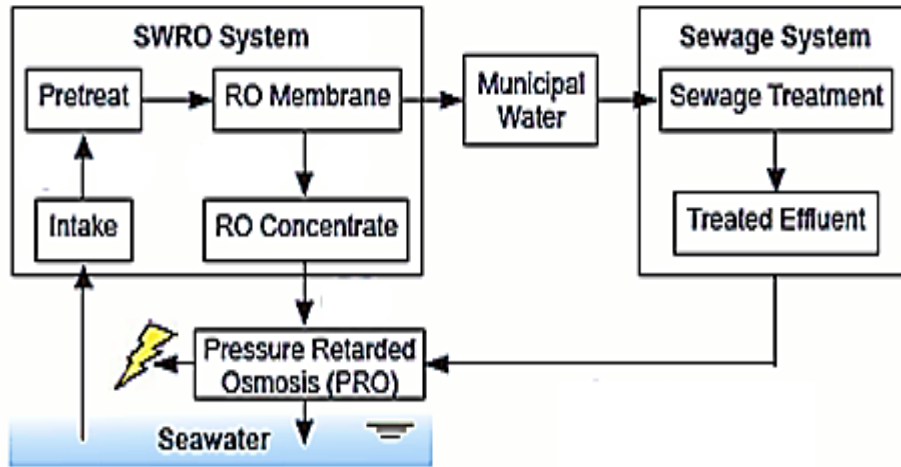 SWRO System
Pretreat
RO Membrane
Intake
RO Concentrate
Municipal
Water
Sewage System
Sewage Treatment
Treated Effluent
Pressure Retarded
Osmosis (PRO)
Seawater